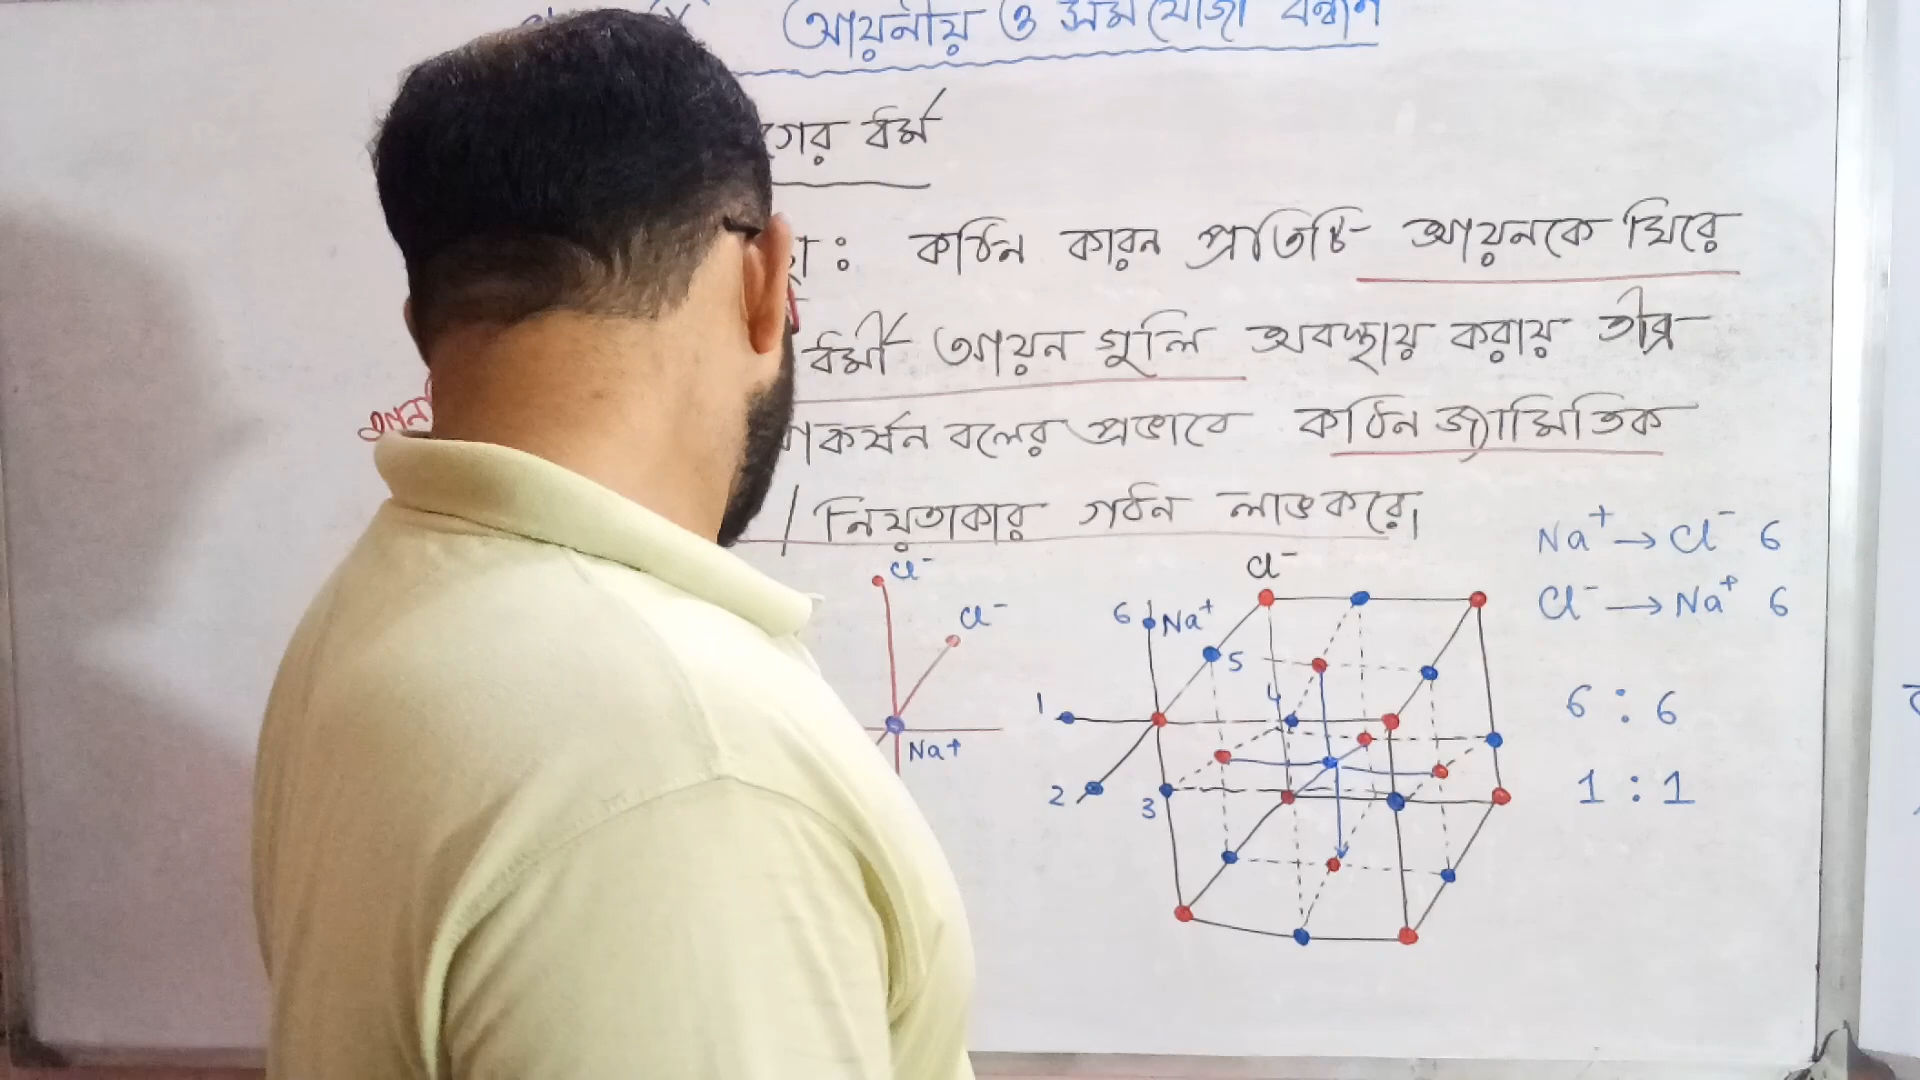 আয়নীয় ও সমযোজী বন্ধন
গের ধর্ম
: কঠিন কারন প্রতিটি আয়নকে ঘিরে
ধর্মী আয়ন গুলি অবস্থায় করায় তীব্র
াকর্ষন বলের প্রভাবে কঠিন জ্যামিতিক
/ নিয়তাকার গঠন লাভ করে।
Cl⁻
Cl⁻
Na⁺
Cl⁻
6 Na⁺
5
4
1
2
3
Na⁺ → Cl⁻ 6
Cl⁻ → Na⁺ 6
6 : 6
1 : 1